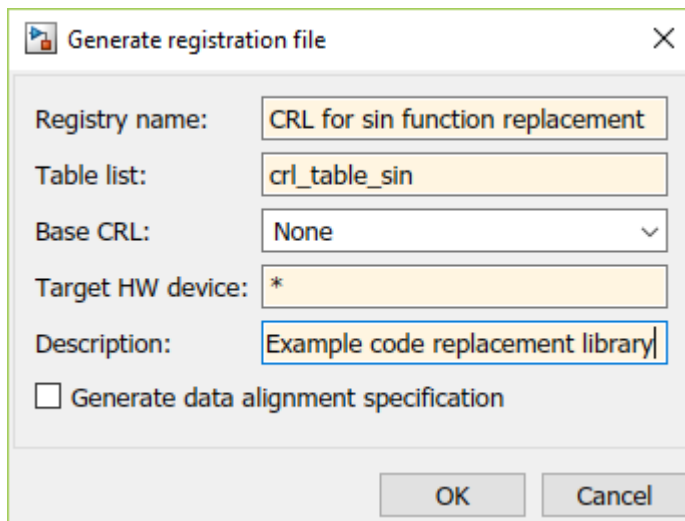 Generate registration file
Registry name: CRL for sin function replacement
Table list: crl_table_sin
Base CRL: None
Target HW device: *
Description: Example code replacement library
Generate data alignment specification
OK Cancel